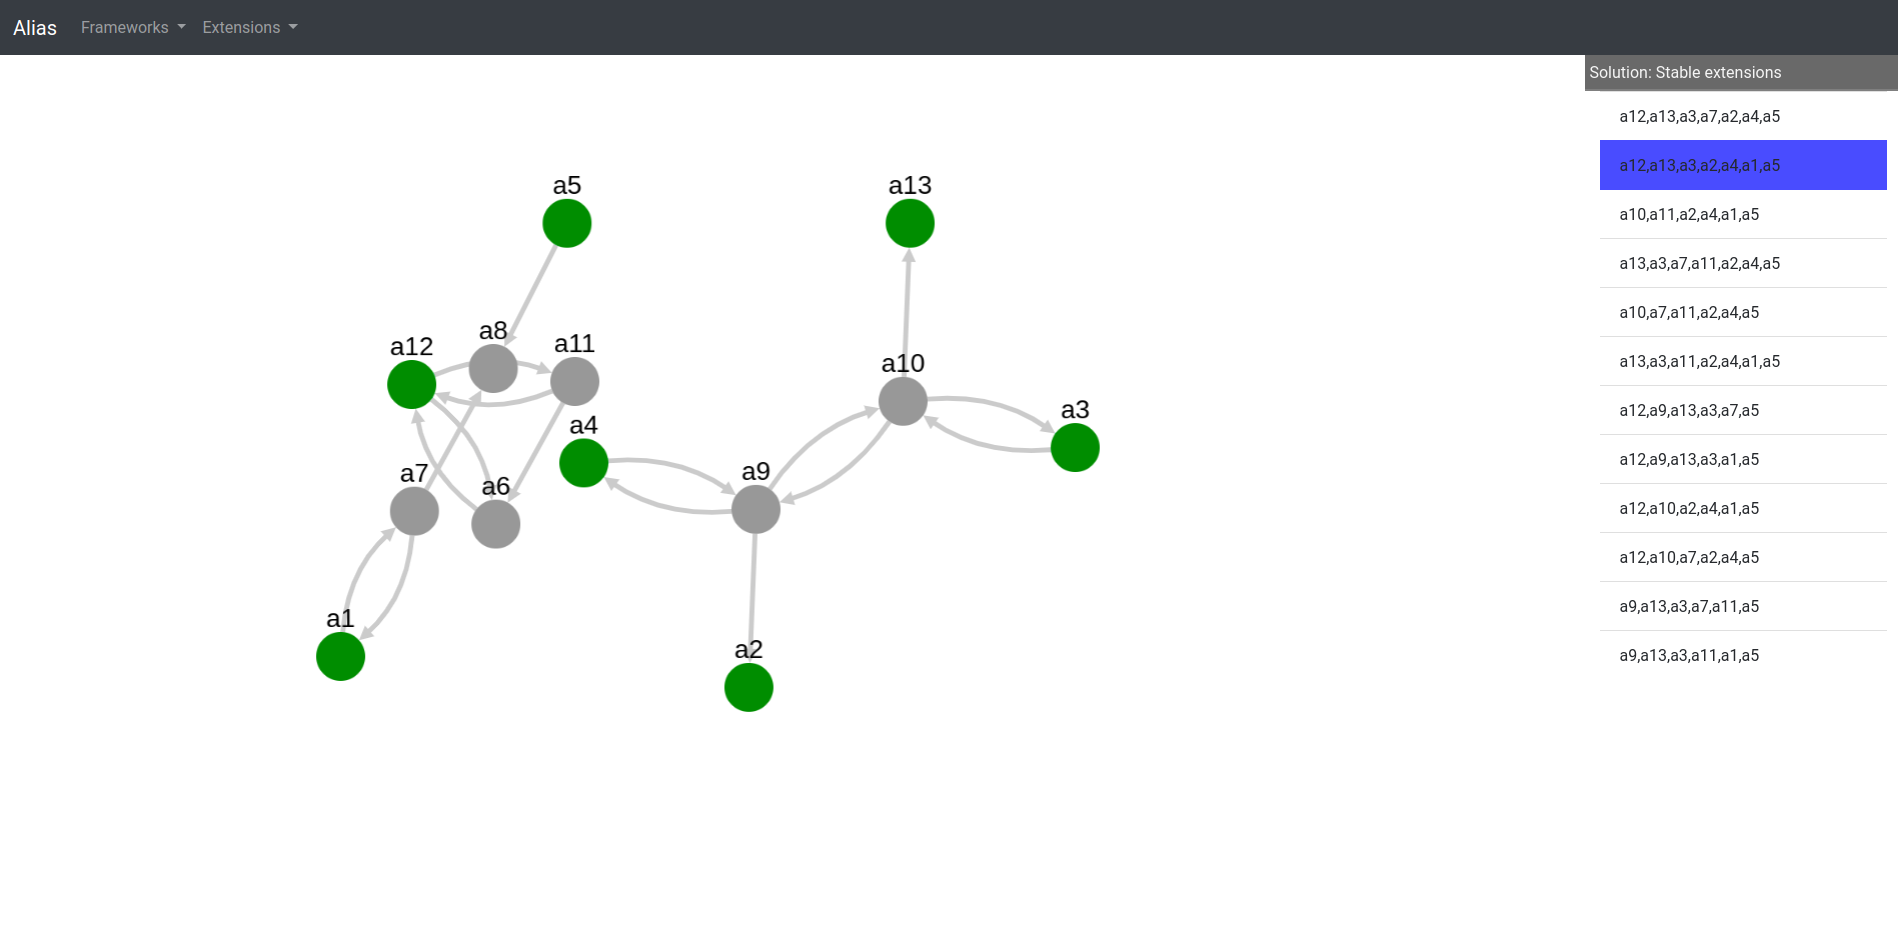 Alias Frameworks Extensions
Solution: Stable extensions
a12,a13,a3,a7,a2,a4,a5
a12,a13,a3,a2,a4,a1,a5
a10,a11,a2,a4,a1,a5
a13,a3,a7,a11,a2,a4,a5
a10,a7,a11,a2,a4,a5
a13,a3,a11,a2,a4,a1,a5
a12,a9,a13,a3,a7,a5
a12,a9,a13,a3,a1,a5
a12,a10,a2,a4,a1,a5
a12,a10,a7,a2,a4,a5
a9,a13,a3,a7,a11,a5
a9,a13,a3,a11,a1,a5
a5
a13
a8
a12
a11
a10
a3
a4
a7
a9
a6
a1
a2